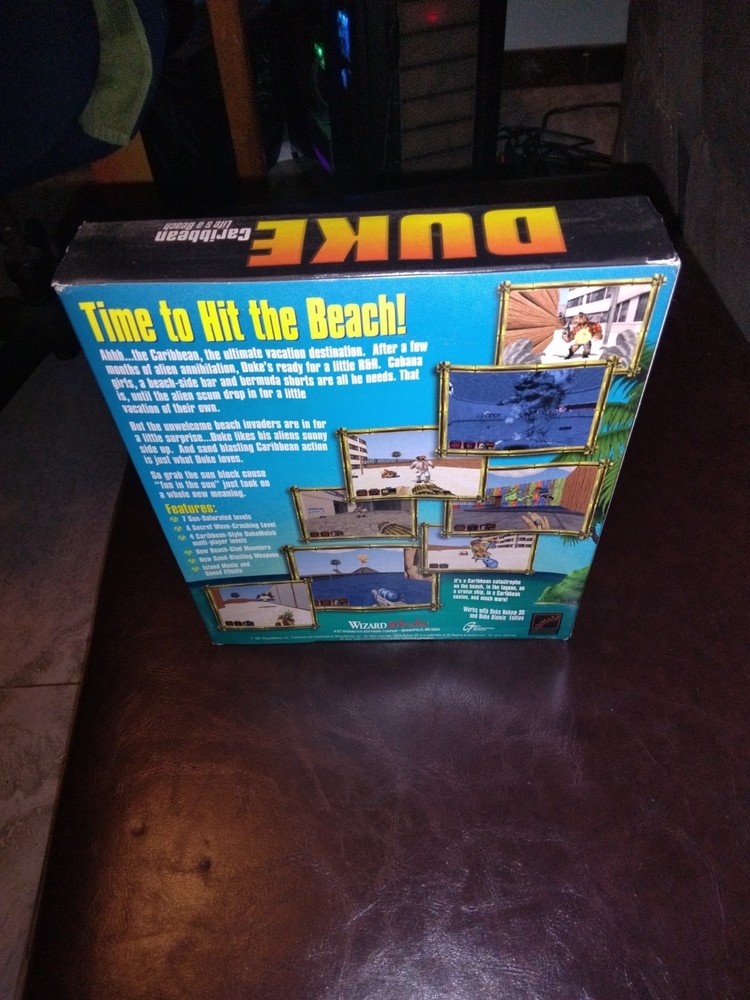 DUKE
Caribbean
Life's a Beach
Time to Hit the Beach!
Ahhh...the Caribbean, the ultimate vacation destination. After a few
months of alien annihilation, Duke's ready for a little R&R. Cabana
girls, a beach-side bar and bermuda shorts are all he needs. That
is, until the alien scum drop in for a little
vacation of their own.
But the unwelcome beach invaders are in for
a little surprise...Duke likes his aliens sunny
side up. And sand blasting Caribbean action
is just what Duke loves.
So grab the sun block cause
"fun in the sun" just took on
a whole new meaning.
Features:
7 Sun-Saturated levels
A Secret Wave-Crashing Level
4 Caribbean-Style DukeMatch
multi-player levels
New Beach-Clad Monsters
New Sand-Blasting Weapons
Island Music and
Sound Effects
It's a Caribbean catastrophe
on the beach, in the lagoon, on
a cruise ship, in a Caribbean
casino, and much more!
Works with Duke Nukem 3D
and Duke Atomic Edition
WIZARD
A GT INTERACTIVE SOFTWARE COMPANY • MINNEAPOLIS, MN